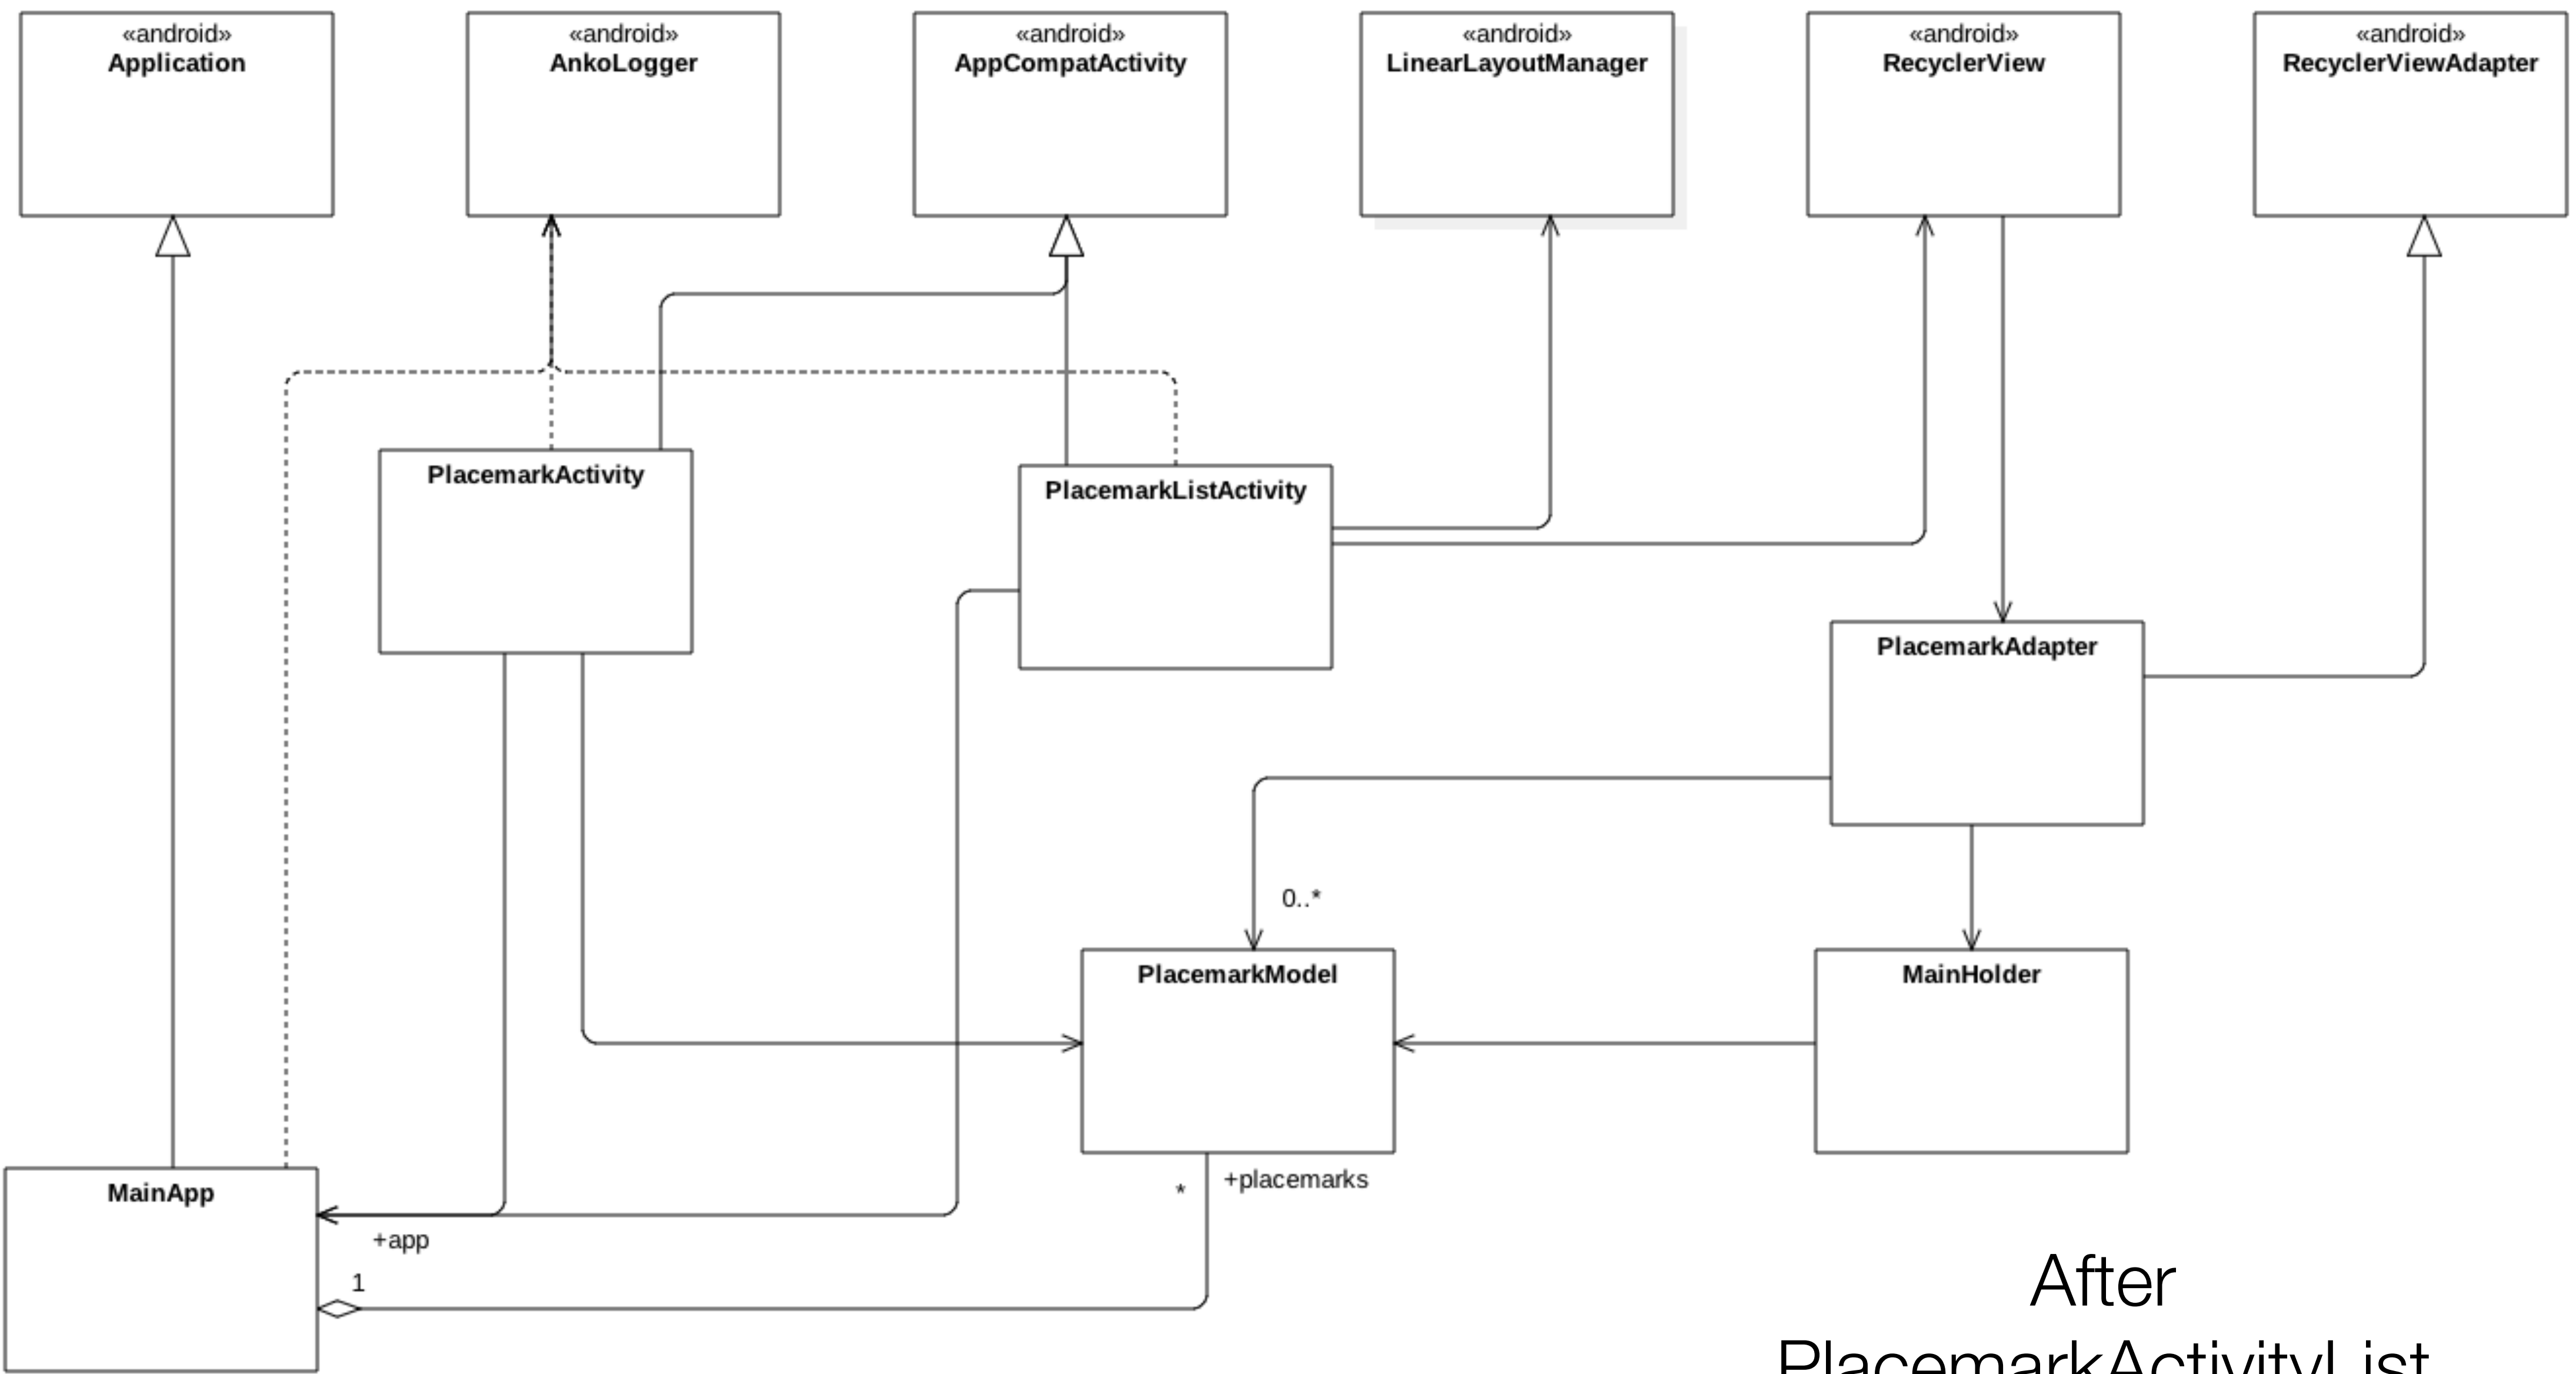 «android»
Application
«android»
AnkoLogger
«android»
AppCompatActivity
«android»
LinearLayoutManager
«android»
RecyclerView
«android»
RecyclerViewAdapter
PlacemarkActivity
PlacemarkListActivity
PlacemarkAdapter
0..*
PlacemarkModel
MainHolder
MainApp
* +placemarks
+app
1
After
PlacemarkActivityList